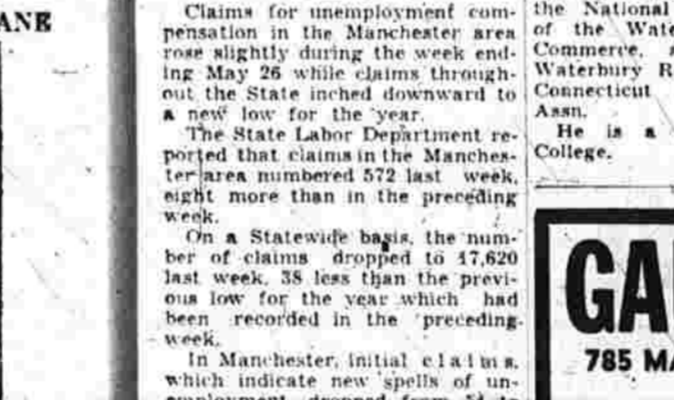 ANE
Claims for unemployment com-
pensation in the Manchester area
rose slightly during the week end-
ing May 26 while claims through-
out the State inched downward to
a new low for the year.
The State Labor Department re-
ported that claims in the Manches-
ter area numbered 572 last week,
eight more than in the preceding
week.
On a Statewide basis, the num-
ber of claims dropped to 17,620
last week, 38 less than the previ-
ous low for the year which had
been recorded in the preceding
week.
In Manchester, initial claims,
which indicate new spells of un-
employment, dropped from
the National
of the Wate
Commerce,
Waterbury R
Connecticut
Assn.
He is a
College.
GA
785 MA